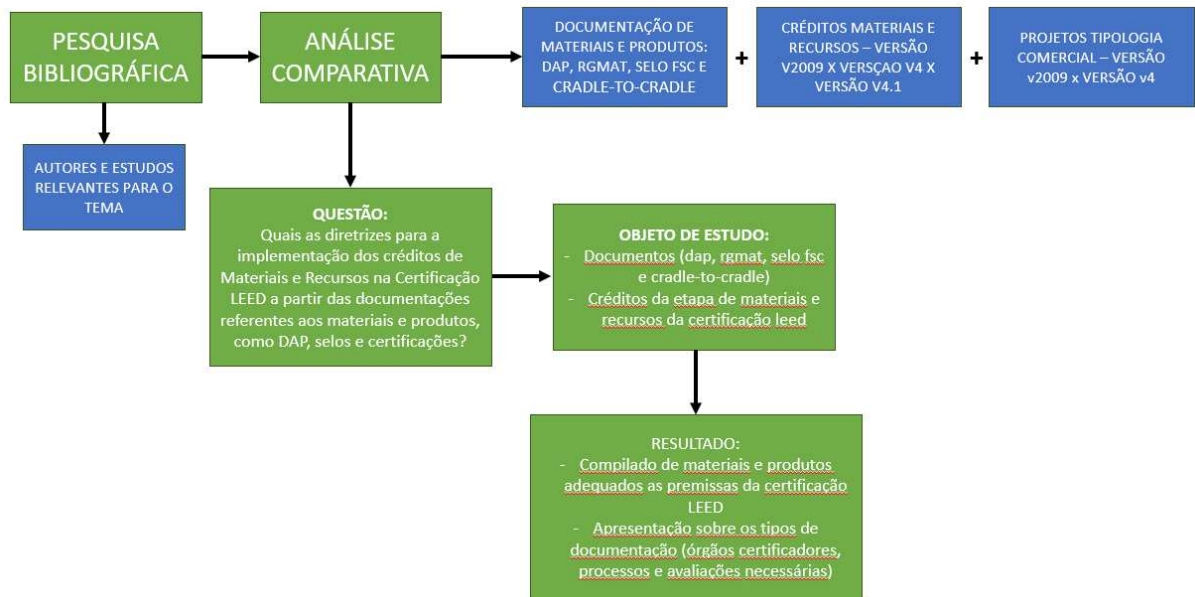 PESQUISA
BIBLIOGRÁFICA
ANÁLISE
COMPARATIVA
DOCUMENTAÇÃO DE
MATERIAIS E PRODUTOS:
DAP, RGMAT, SELO FSC E
CRADLE-TO-CRADLE
+
CRÉDITOS MATERIAIS E
RECURSOS – VERSÃO
V2009 X VERSÇAO V4 X
VERSÃO V4.1
+
PROJETOS TIPOLOGIA
COMERCIAL – VERSÃO
v2009 x VERSÃO v4
AUTORES E ESTUDOS
RELEVANTES PARA O
TEMA
QUESTÃO:
Quais as diretrizes para a
implementação dos créditos de
Materiais e Recursos na Certificação
LEED a partir das documentações
referentes aos materiais e produtos,
como DAP, selos e certificações?
OBJETO DE ESTUDO:
- Documentos (dap, rgmat, selo fsc
e cradle-to-cradle)
- Créditos da etapa de materiais e
recursos da certificação leed
RESULTADO:
- Compilado de materiais e produtos
adequados as premissas da certificação
LEED
- Apresentação sobre os tipos de
documentação (órgãos certificadores,
processos e avaliações necessárias)